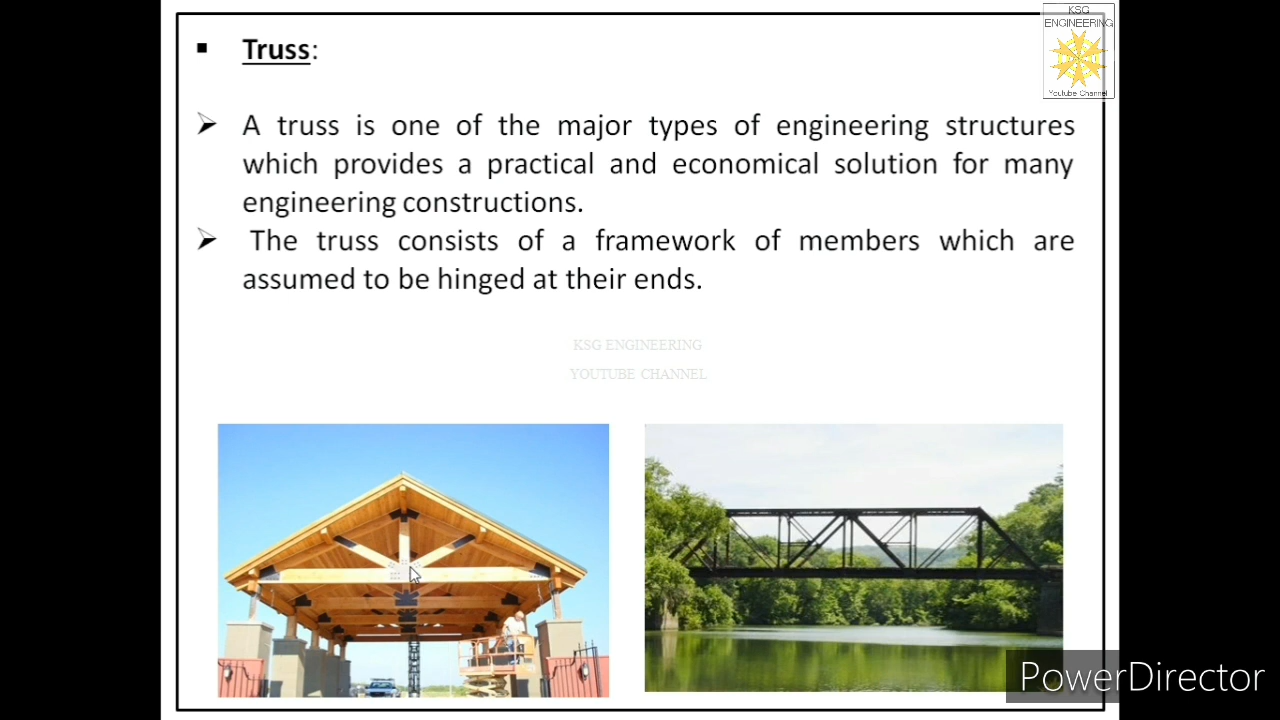 KSG
ENGINEERING
Youtube Channel
Truss:
A truss is one of the major types of engineering structures
which provides a practical and economical solution for many
engineering constructions.
The truss consists of a framework of members which are
assumed to be hinged at their ends.
KSG ENGINEERING
YOUTUBE CHANNEL
PowerDirector